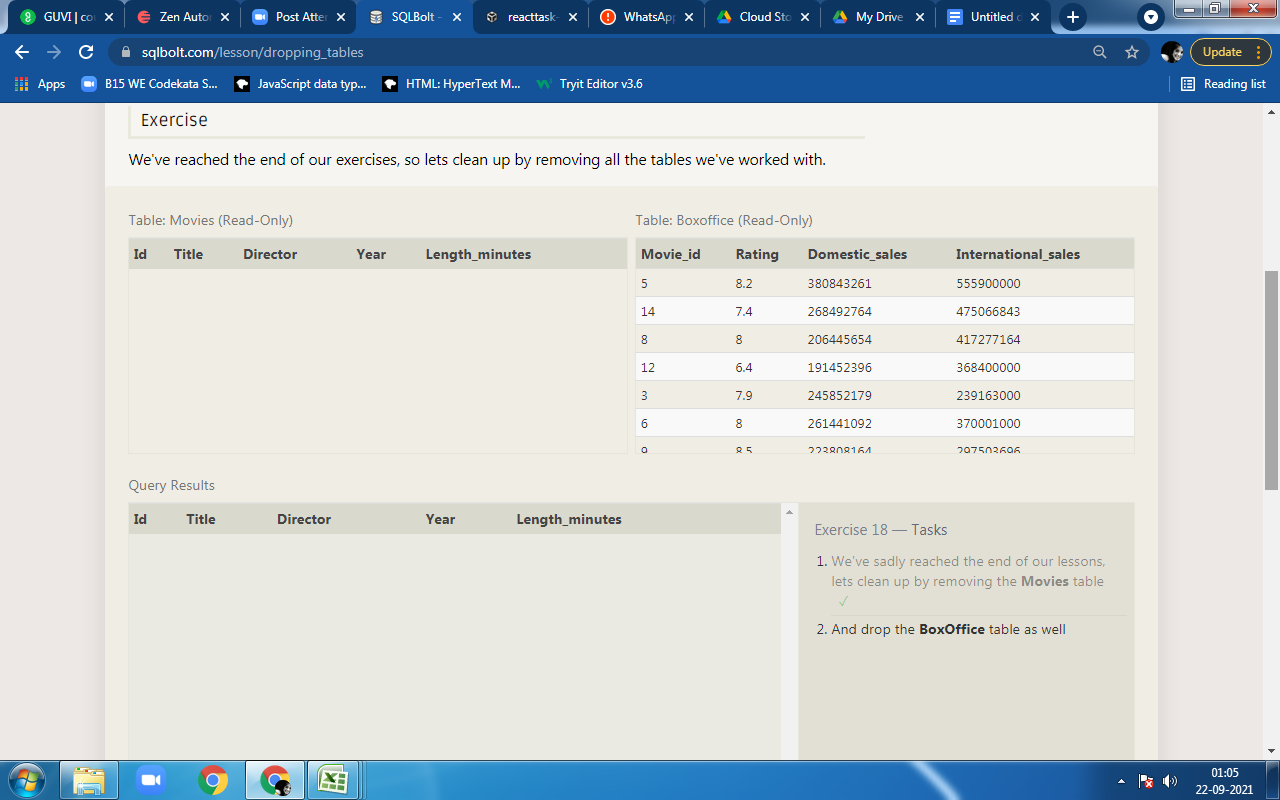 GUVI | co
Zen Auto
Post Atte
SQLBolt -
reacttask-
WhatsApp
Cloud Sto
My Drive
Untitled d
sqlbolt.com/lesson/dropping_tables
Update
Apps
B15 WE Codekata S...
JavaScript data typ...
HTML: HyperText M...
Tryit Editor v3.6
Reading list
Exercise
We've reached the end of our exercises, so lets clean up by removing all the tables we've worked with.
Table: Movies (Read-Only)
Id Title Director Year Length_minutes
Table: Boxoffice (Read-Only)
Movie_id Rating Domestic_sales International_sales
5 8.2 380843261 555900000
14 7.4 268492764 475066843
8 8 206445654 417277164
12 6.4 191452396 368400000
3 7.9 245852179 239163000
6 8 261441092 370001000
9 8.5 223808164 297503696
Query Results
Id Title Director Year Length_minutes
Exercise 18 — Tasks
1. We've sadly reached the end of our lessons,
lets clean up by removing the Movies table
✓
2. And drop the BoxOffice table as well
01:05
22-09-2021